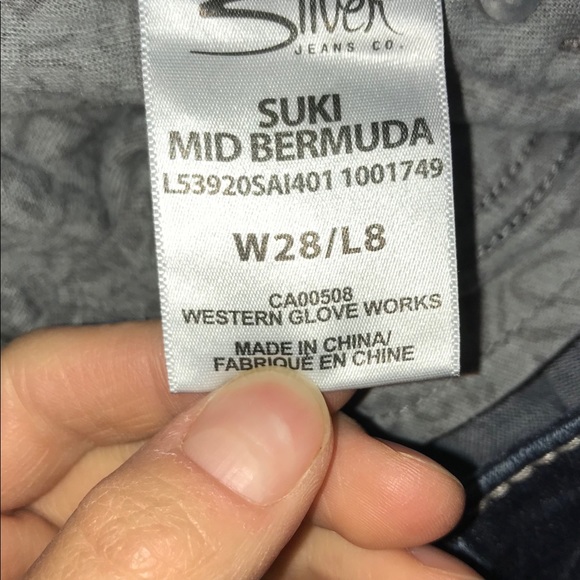 Silver
JEANS CO.
SUKI
MID BERMUDA
L53920SAI401 1001749
W28/L8
CA00508
WESTERN GLOVE WORKS
MADE IN CHINA/
FABRIQUÉ EN CHINE